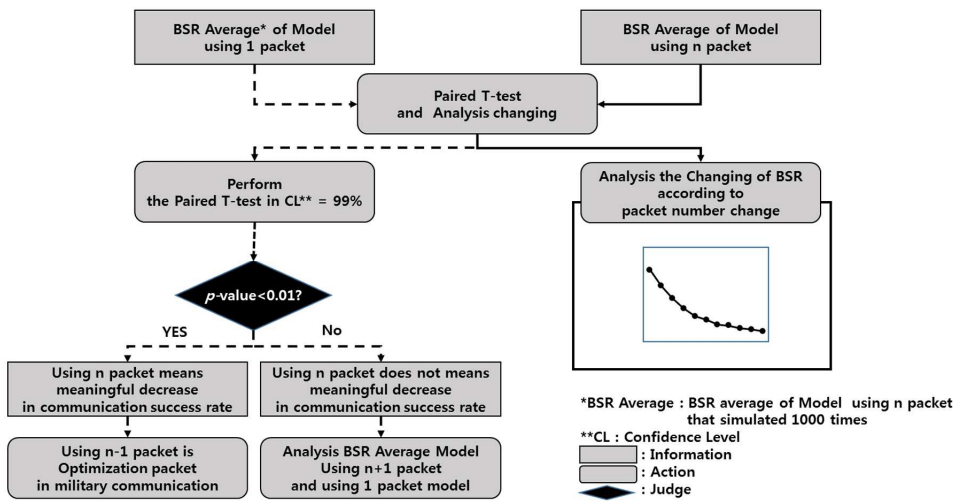 BSR Average* of Model
using 1 packet
BSR Average of Model
using n packet
Paired T-test
and Analysis changing
Perform
the Paired T-test in CL** = 99%
Analysis the Changing of BSR
according to
packet number change
p-value<0.01?
YES
No
Using n packet means
meaningful decrease
in communication success rate
Using n packet does not means
meaningful decrease
in communication success rate
Using n-1 packet is
Optimization packet
in military communication
Analysis BSR Average Model
Using n+1 packet
and using 1 packet model
*BSR Average : BSR average of Model using n packet
that simulated 1000 times
**CL : Confidence Level
: Information
: Action
: Judge